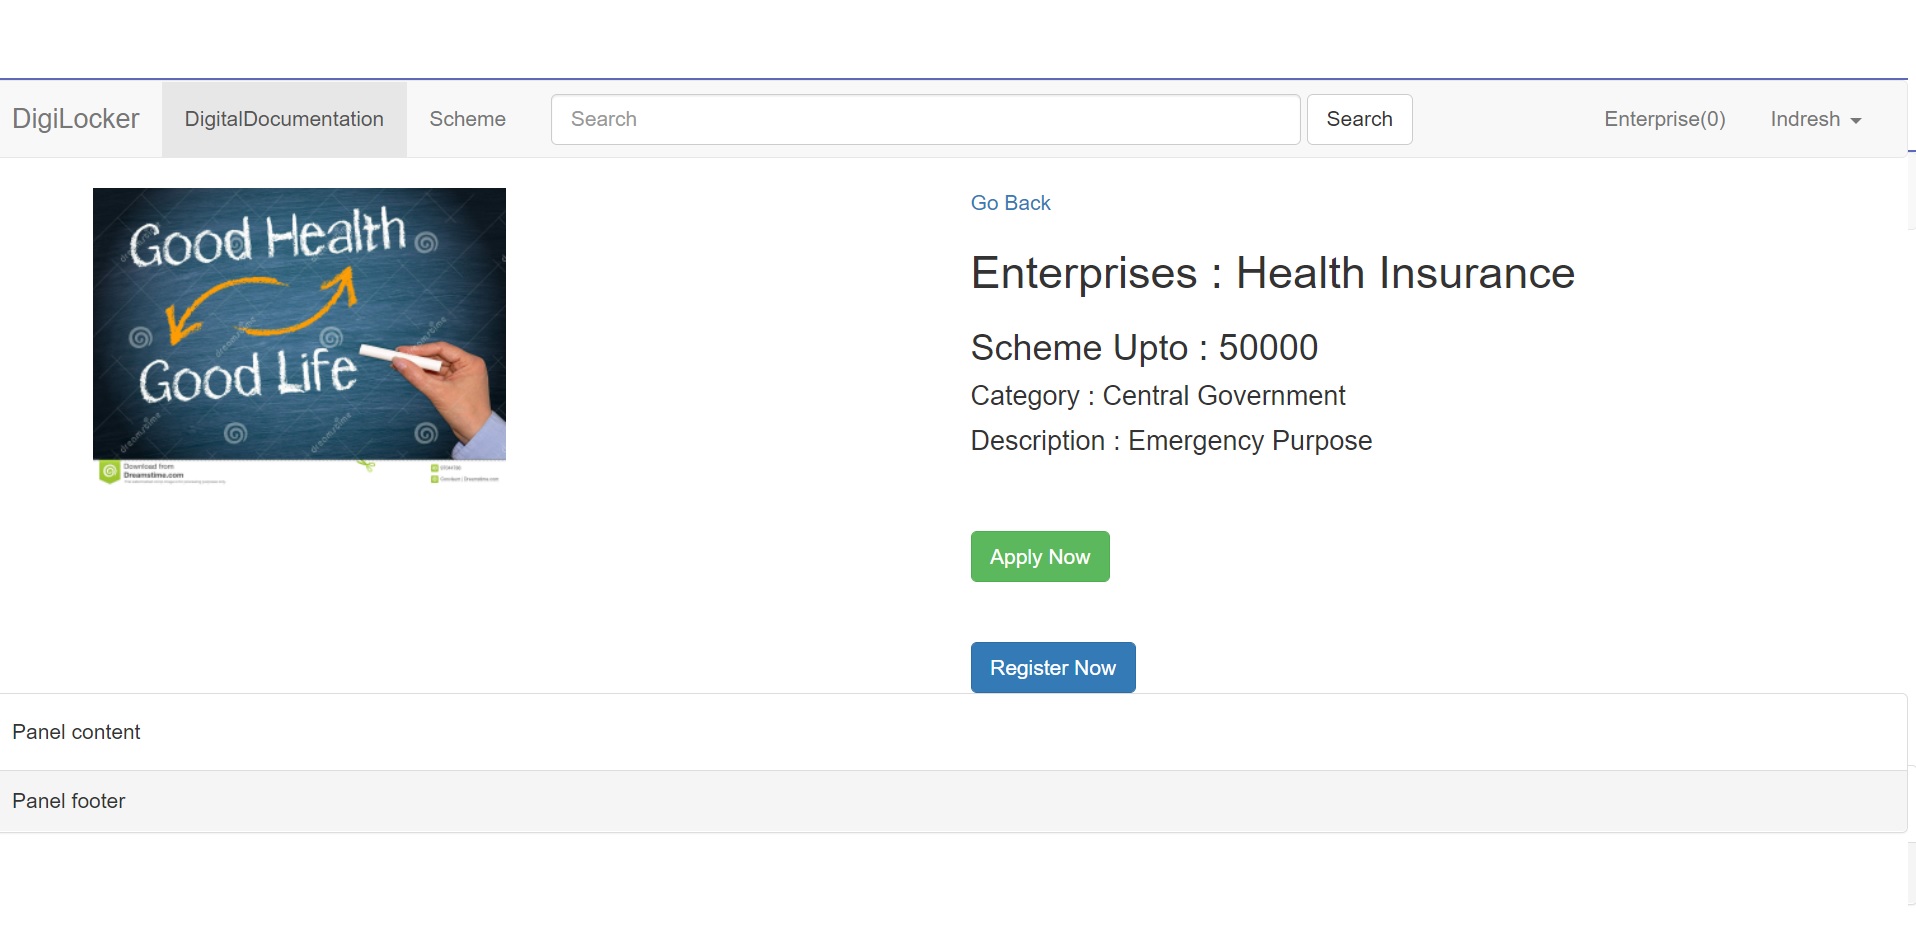 DigiLocker DigitalDocumentation Scheme Search Search Enterprise(0) Indresh
Good Health
Good Life
Download from
Dreamstime.com
Go Back
Enterprises : Health Insurance
Scheme Upto : 50000
Category : Central Government
Description : Emergency Purpose
Apply Now
Register Now
Panel content
Panel footer